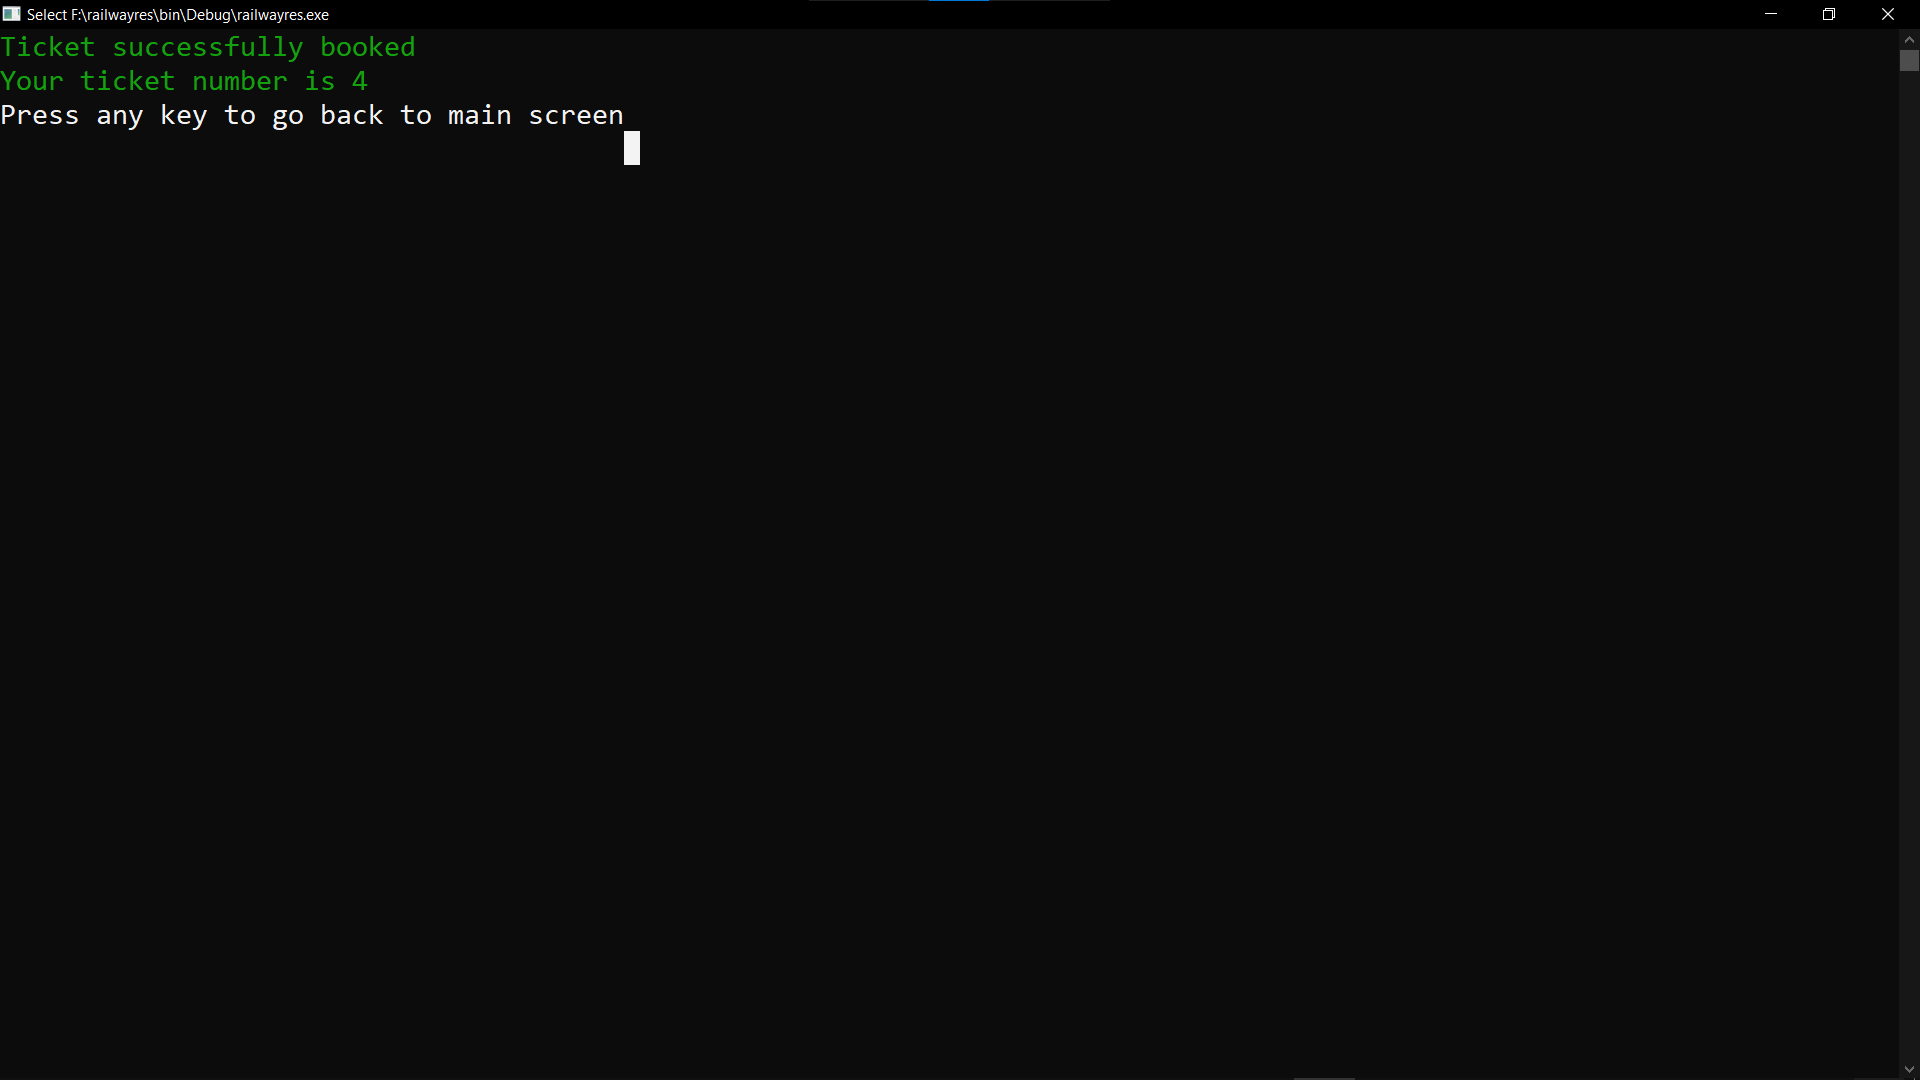 Select F:\railwayres\bin\Debug\railwayres.exe
Ticket successfully booked
Your ticket number is 4
Press any key to go back to main screen